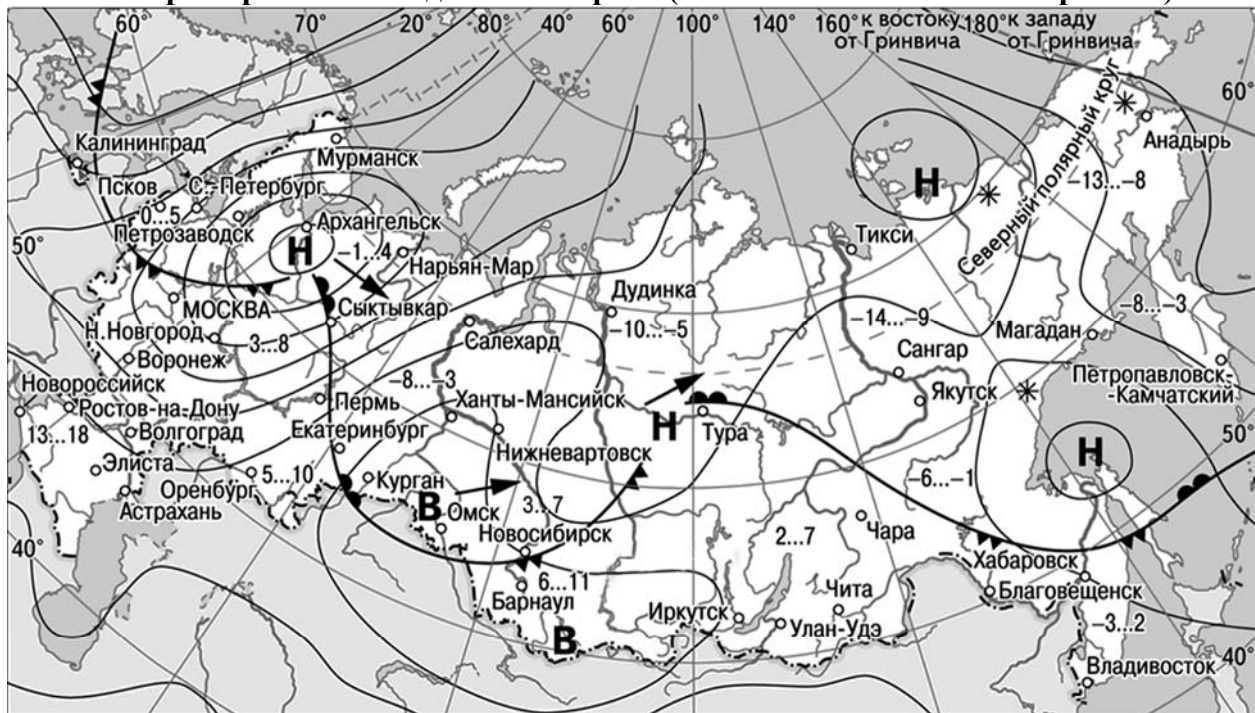 60° 70° 20° 80° 40° 60° 100° 140° 160° к востоку 180° к западу
от Гринвича от Гринвича
60°
Северный полярный круг
Калининград
Мурманск
Анадырь
Псков С.-Петербург
Н
−13...−8
0...5
Архангельск
Петрозаводск
50°
Н
−1...4
Нарьян-Мар
Тикси
МОСКВА
Сыктывкар
Дудинка
−10...−5
−14...−9
−8...−3
Магадан
Н.Новгород
3...8
Салехард
Сангар
Воронеж
−8...−3
Якутск
Петропавловск-
-Камчатский
Новороссийск
Ростов-на-Дону
Пермь
Ханты-Мансийск
Н
Тура
13...18
Волгоград
Екатеринбург
50°
Нижневартовск
Н
Элиста
5...10
Курган
−6...−1
Оренбург
В
Омск
3...7
Астрахань
Чара
40°
Новосибирск
2...7
Хабаровск
6...11
Барнаул
Чита
Благовещенск
Иркутск
Улан-Удэ
−3...2
В
40°
Владивосток